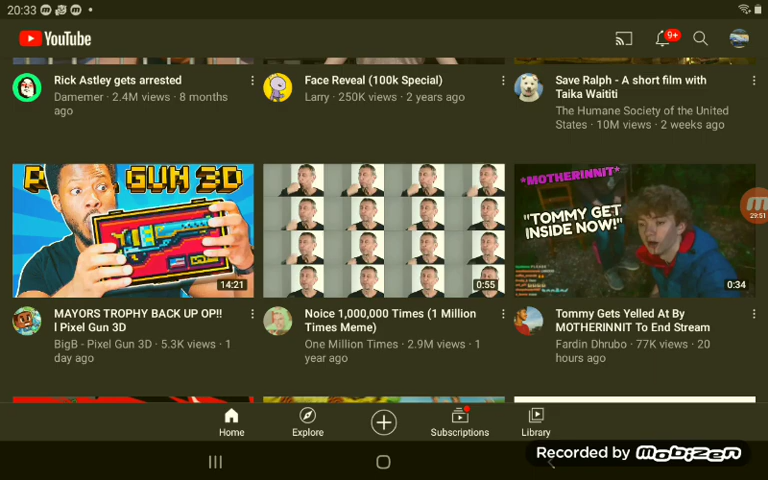 20:33
YouTube
9+
Rick Astley gets arrested
Damemer · 2.4M views · 8 months
ago
Face Reveal (100k Special)
Larry · 250K views · 2 years ago
Save Ralph - A short film with
Taika Waititi
The Humane Society of the United
States · 10M views · 2 weeks ago
GUN 3D
14:21
0:55
*MOTHERINNIT*
"TOMMY GET
INSIDE NOW!"
0:34
29:51
MAYORS TROPHY BACK UP OP!!
l Pixel Gun 3D
BigB - Pixel Gun 3D · 5.3K views · 1
day ago
Noice 1,000,000 Times (1 Million
Times Meme)
One Million Times · 2.9M views · 1
year ago
Tommy Gets Yelled At By
MOTHERINNIT To End Stream
Fardin Dhrubo · 77K views · 20
hours ago
Home
Explore
Subscriptions
Library
Recorded by Mobizen